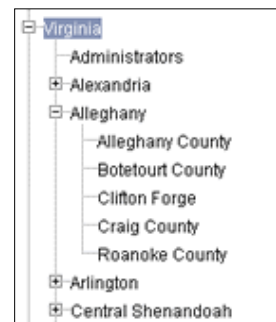 Virginia
Administrators
Alexandria
Alleghany
Alleghany County
Botetourt County
Clifton Forge
Craig County
Roanoke County
Arlington
Central Shenandoah